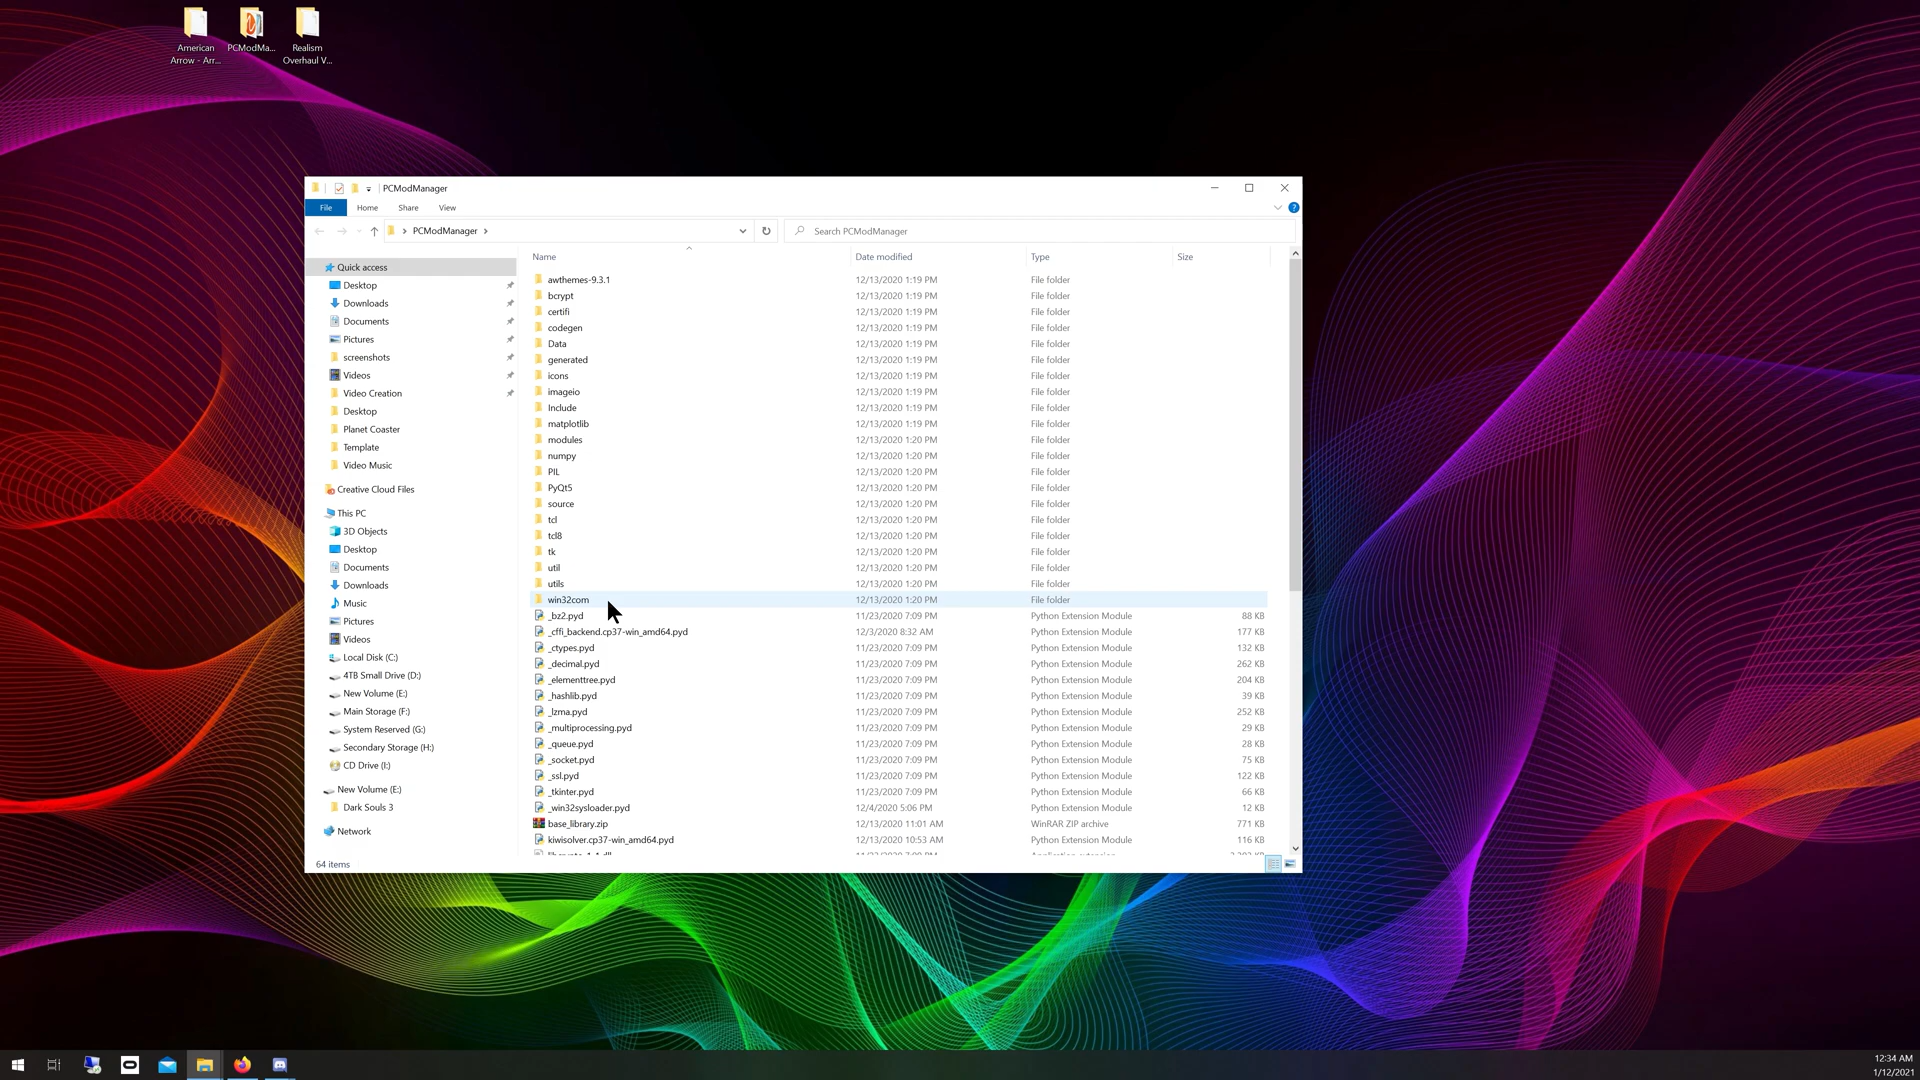 American
Arrow - Arr...
PCModMa...
Realism
Overhaul V...
PCModManager
File Home Share View
PCModManager
Search PCModManager
Name Date modified Type Size
Quick access
Desktop
Downloads
Documents
Pictures
screenshots
Videos
Video Creation
Desktop
Planet Coaster
Template
Video Music
Creative Cloud Files
This PC
3D Objects
Desktop
Documents
Downloads
Music
Pictures
Videos
Local Disk (C:)
4TB Small Drive (D:)
New Volume (E:)
Main Storage (F:)
System Reserved (G:)
Secondary Storage (H:)
CD Drive (I:)
New Volume (E:)
Dark Souls 3
Network
awthemes-9.3.1 12/13/2020 1:19 PM File folder
bcrypt 12/13/2020 1:19 PM File folder
certifi 12/13/2020 1:19 PM File folder
codegen 12/13/2020 1:19 PM File folder
Data 12/13/2020 1:19 PM File folder
generated 12/13/2020 1:19 PM File folder
icons 12/13/2020 1:19 PM File folder
imageio 12/13/2020 1:19 PM File folder
Include 12/13/2020 1:19 PM File folder
matplotlib 12/13/2020 1:19 PM File folder
modules 12/13/2020 1:20 PM File folder
numpy 12/13/2020 1:20 PM File folder
PIL 12/13/2020 1:20 PM File folder
PyQt5 12/13/2020 1:20 PM File folder
source 12/13/2020 1:20 PM File folder
tcl 12/13/2020 1:20 PM File folder
tcl8 12/13/2020 1:20 PM File folder
tk 12/13/2020 1:20 PM File folder
util 12/13/2020 1:20 PM File folder
utils 12/13/2020 1:20 PM File folder
win32com 12/13/2020 1:20 PM File folder
_bz2.pyd 11/23/2020 7:09 PM Python Extension Module 88 KB
_cffi_backend.cp37-win_amd64.pyd 12/3/2020 8:32 AM Python Extension Module 177 KB
_ctypes.pyd 11/23/2020 7:09 PM Python Extension Module 132 KB
_decimal.pyd 11/23/2020 7:09 PM Python Extension Module 262 KB
_elementtree.pyd 11/23/2020 7:09 PM Python Extension Module 204 KB
_hashlib.pyd 11/23/2020 7:09 PM Python Extension Module 39 KB
_lzma.pyd 11/23/2020 7:09 PM Python Extension Module 252 KB
_multiprocessing.pyd 11/23/2020 7:09 PM Python Extension Module 29 KB
_queue.pyd 11/23/2020 7:09 PM Python Extension Module 28 KB
_socket.pyd 11/23/2020 7:09 PM Python Extension Module 75 KB
_ssl.pyd 11/23/2020 7:09 PM Python Extension Module 122 KB
_tkinter.pyd 11/23/2020 7:09 PM Python Extension Module 66 KB
_win32sysloader.pyd 12/4/2020 5:06 PM Python Extension Module 12 KB
base_library.zip 12/13/2020 11:01 AM WinRAR ZIP archive 771 KB
kiwisolver.cp37-win_amd64.pyd 12/13/2020 10:53 AM Python Extension Module 116 KB
64 items
12:34 AM
1/12/2021